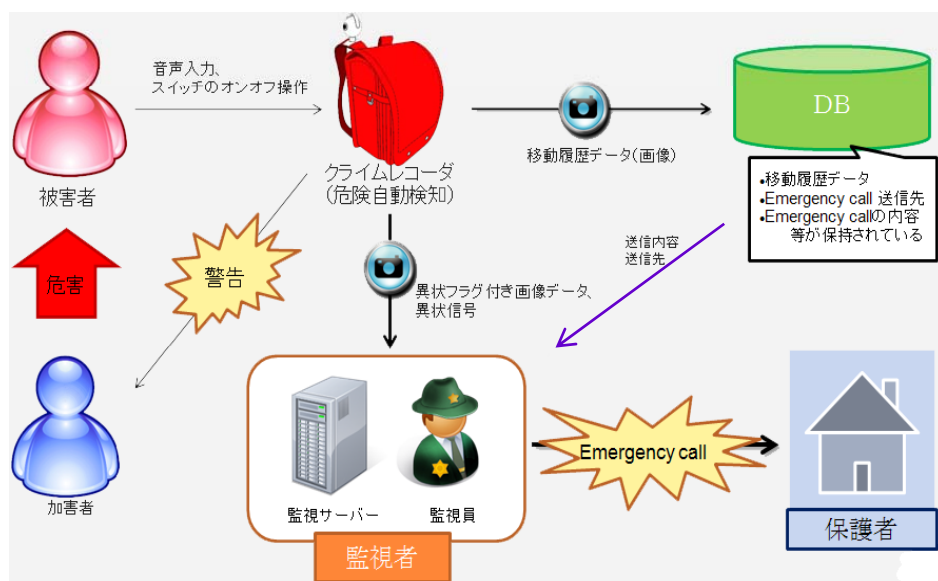 音声入力、
スイッチのオンオフ操作
被害者
クライムレコーダ
(危険自動検知)
移動履歴データ(画像)
DB
•移動履歴データ
•Emergency call 送信先
•Emergency callの内容
等が保持されている
危害
警告
異状フラグ付き画像データ、
異状信号
送信内容
送信先
加害者
監視サーバー
監視員
監視者
Emergency call
保護者